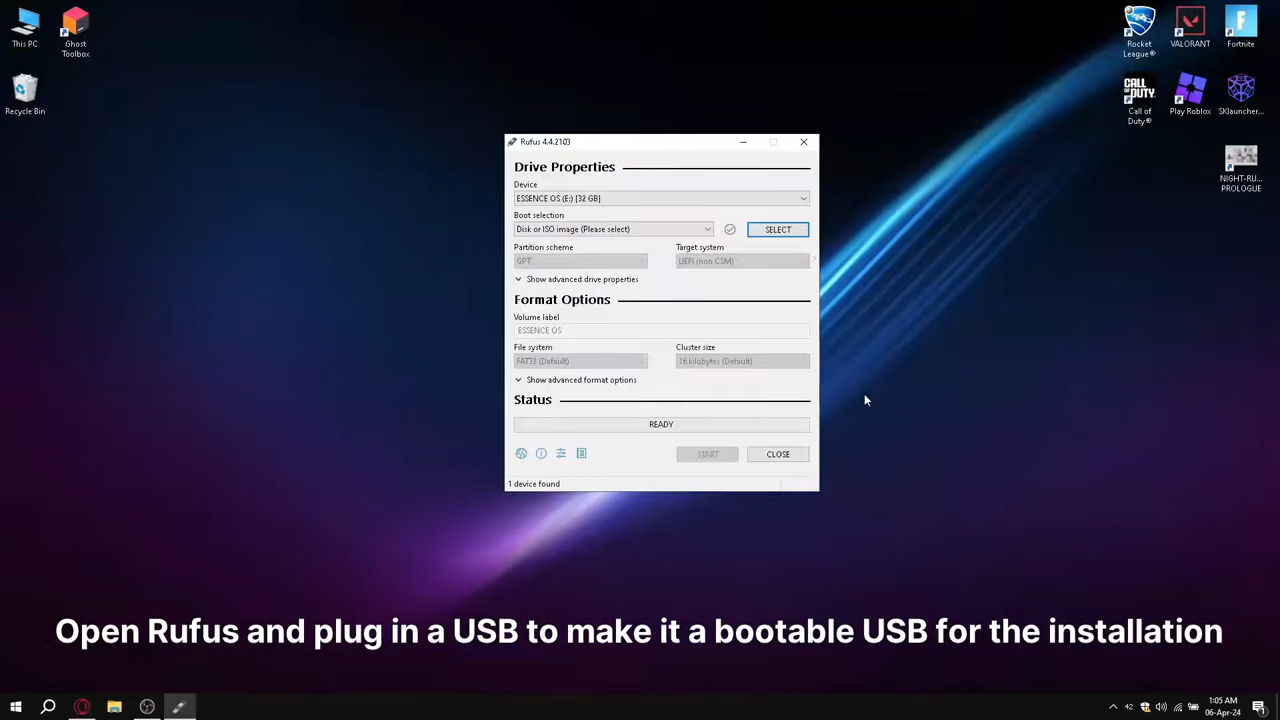 This PC
Ghost
Toolbox
Recycle Bin
Rocket
League®
VALORANT
Fortnite
CALL OF
DUTY.
Call of
Duty®
Play Roblox
SKlauncher...
NIGHT-RU...
PROLOGUE
Rufus 4.4.2103
Drive Properties
Device
ESSENCE OS (E:) [32 GB]
Boot selection
Disk or ISO image (Please select)
SELECT
Partition scheme
Target system
GPT
UEFI (non CSM)
Show advanced drive properties
Format Options
Volume label
ESSENCE OS
File system
Cluster size
FAT32 (Default)
16 kilobytes (Default)
Show advanced format options
Status
READY
START
CLOSE
1 device found
Open Rufus and plug in a USB to make it a bootable USB for the installation
42
1:05 AM
06-Apr-24
1